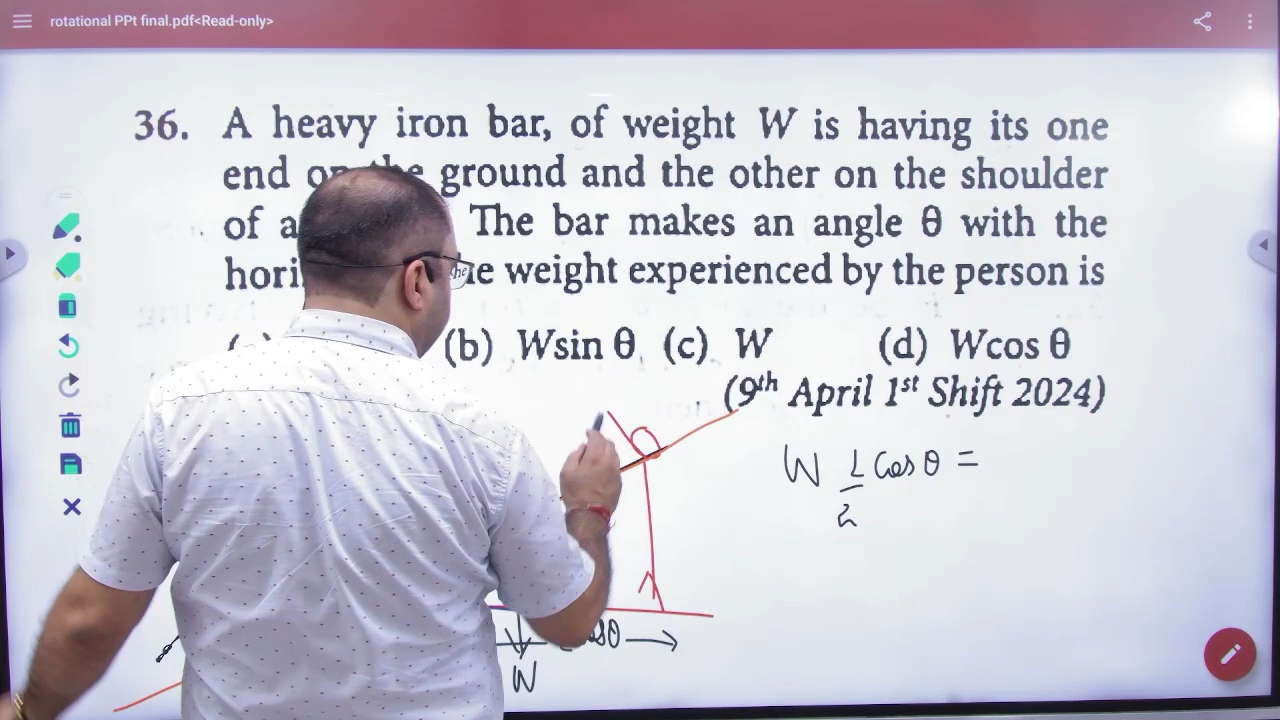 rotational PPt final.pdf<Read-only>
36. A heavy iron bar, of weight W is having its one
end on the ground and the other on the shoulder
of a The bar makes an angle θ with the
weight experienced by the person is
(b) Wsin θ (c) W (d) Wcos θ
(9th April 1st Shift 2024)
W L/2 Cos θ =
W